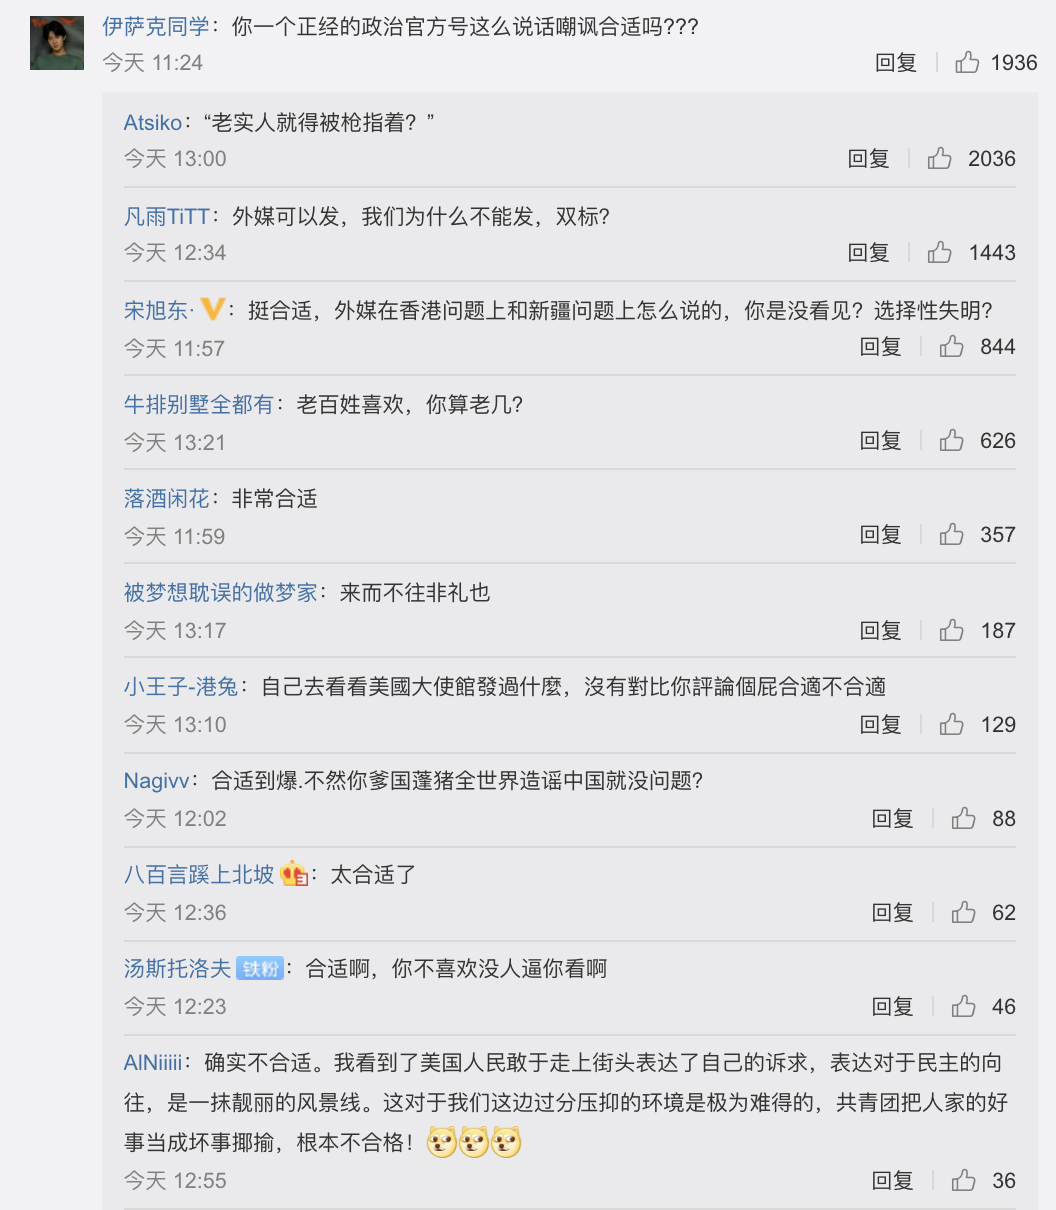 伊萨克同学：你一个正经的政治官方号这么说话嘲讽合适吗???
今天 11:24
回复 1936
Atsiko：“老实人就得被枪指着？”
今天 13:00
回复 2036
凡雨TiTT：外媒可以发，我们为什么不能发，双标？
今天 12:34
回复 1443
宋旭东· V：挺合适，外媒在香港问题上和新疆问题上怎么说的，你是没看见？选择性失明？
今天 11:57
回复 844
牛排别墅全都有：老百姓喜欢，你算老几？
今天 13:21
回复 626
落酒闲花：非常合适
今天 11:59
回复 357
被梦想耽误的做梦家：来而不往非礼也
今天 13:17
回复 187
小王子-港兔：自己去看看美國大使館發過什麼，沒有對比你評論個屁合適不合適
今天 13:10
回复 129
Nagivv：合适到爆.不然你爹国蓬猪全世界造谣中国就没问题？
今天 12:02
回复 88
八百言蹊上北坡：太合适了
今天 12:36
回复 62
汤斯托洛夫 铁粉：合适啊，你不喜欢没人逼你看啊
今天 12:23
回复 46
AlNiiiii：确实不合适。我看到了美国人民敢于走上街头表达了自己的诉求，表达对于民主的向
往，是一抹靓丽的风景线。这对于我们这边过分压抑的环境是极为难得的，共青团把人家的好
事当成坏事揶揄，根本不合格！
今天 12:55
回复 36